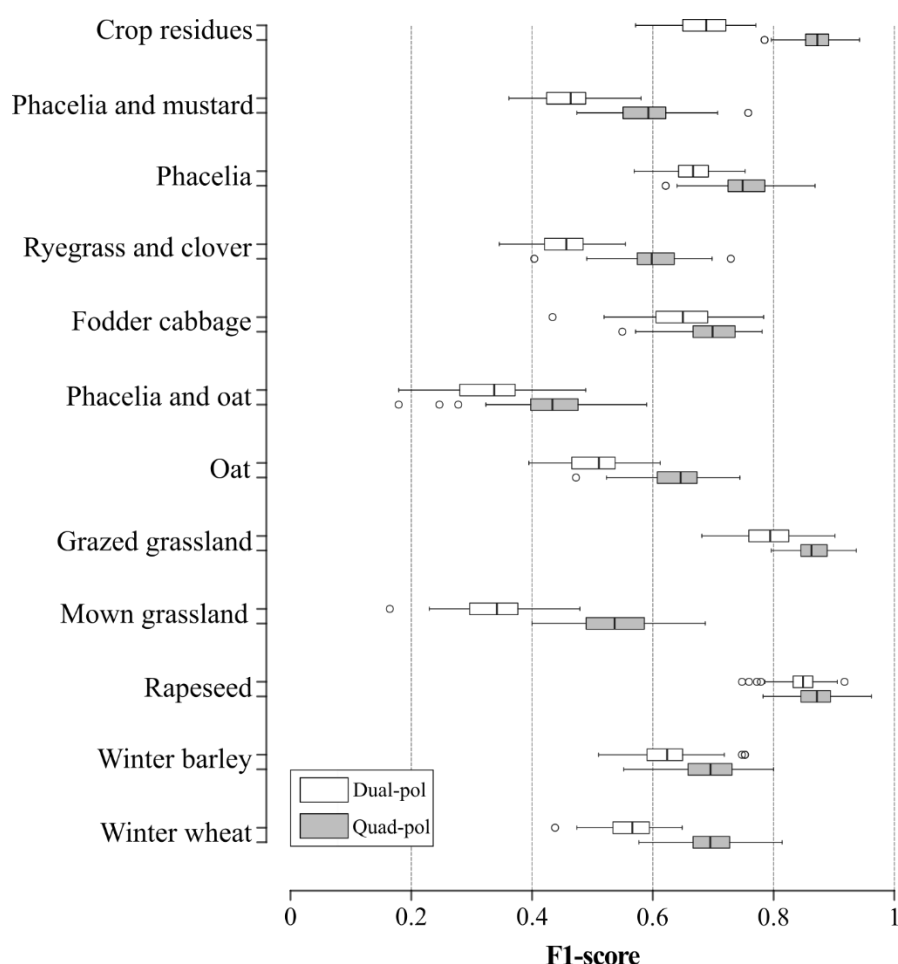 Crop residues
Phacelia and mustard
Phacelia
Ryegrass and clover
Fodder cabbage
Phacelia and oat
Oat
Grazed grassland
Mown grassland
Rapeseed
Winter barley
Winter wheat
Dual-pol
Quad-pol
0 0.2 0.4 0.6 0.8 1
F1-score